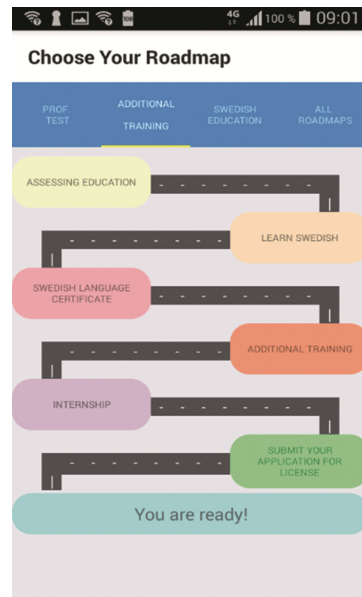 4G 100 % 09:01
Choose Your Roadmap
PROF
TEST
ADDITIONAL
TRAINING
SWEDISH
EDUCATION
ALL
ROADMAPS
ASSESSING EDUCATION
LEARN SWEDISH
SWEDISH LANGUAGE
CERTIFICATE
ADDITIONAL TRAINING
INTERNSHIP
SUBMIT YOUR
APPLICATION FOR
LICENSE
You are ready!